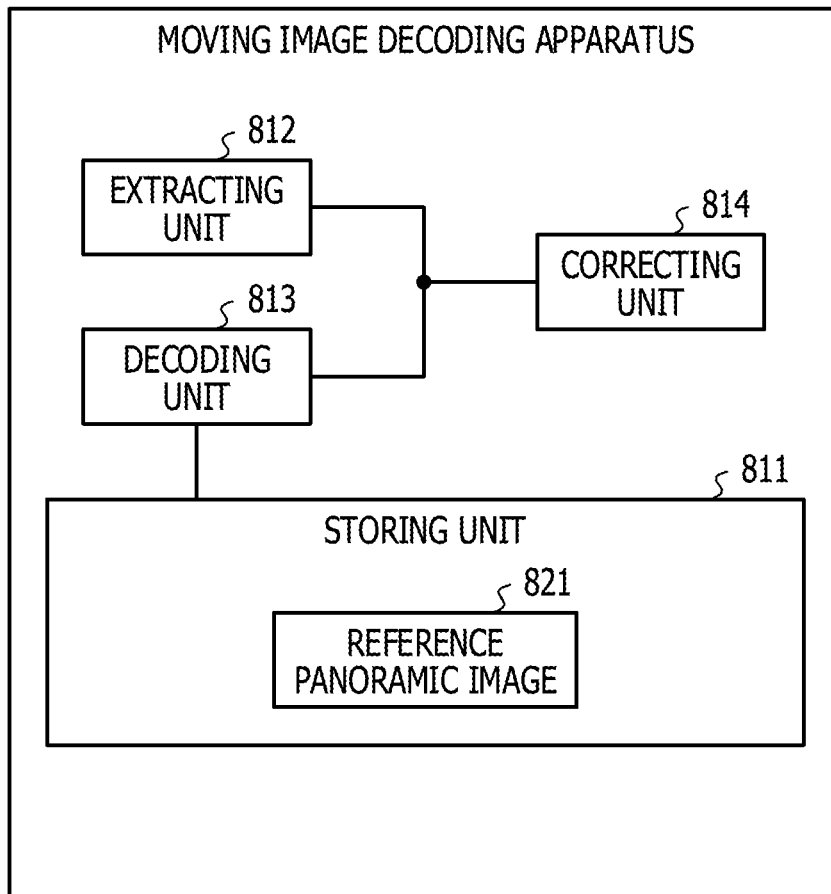 MOVING IMAGE DECODING APPARATUS
812
EXTRACTING
UNIT
814
CORRECTING
UNIT
813
DECODING
UNIT
811
STORING UNIT
821
REFERENCE
PANORAMIC IMAGE